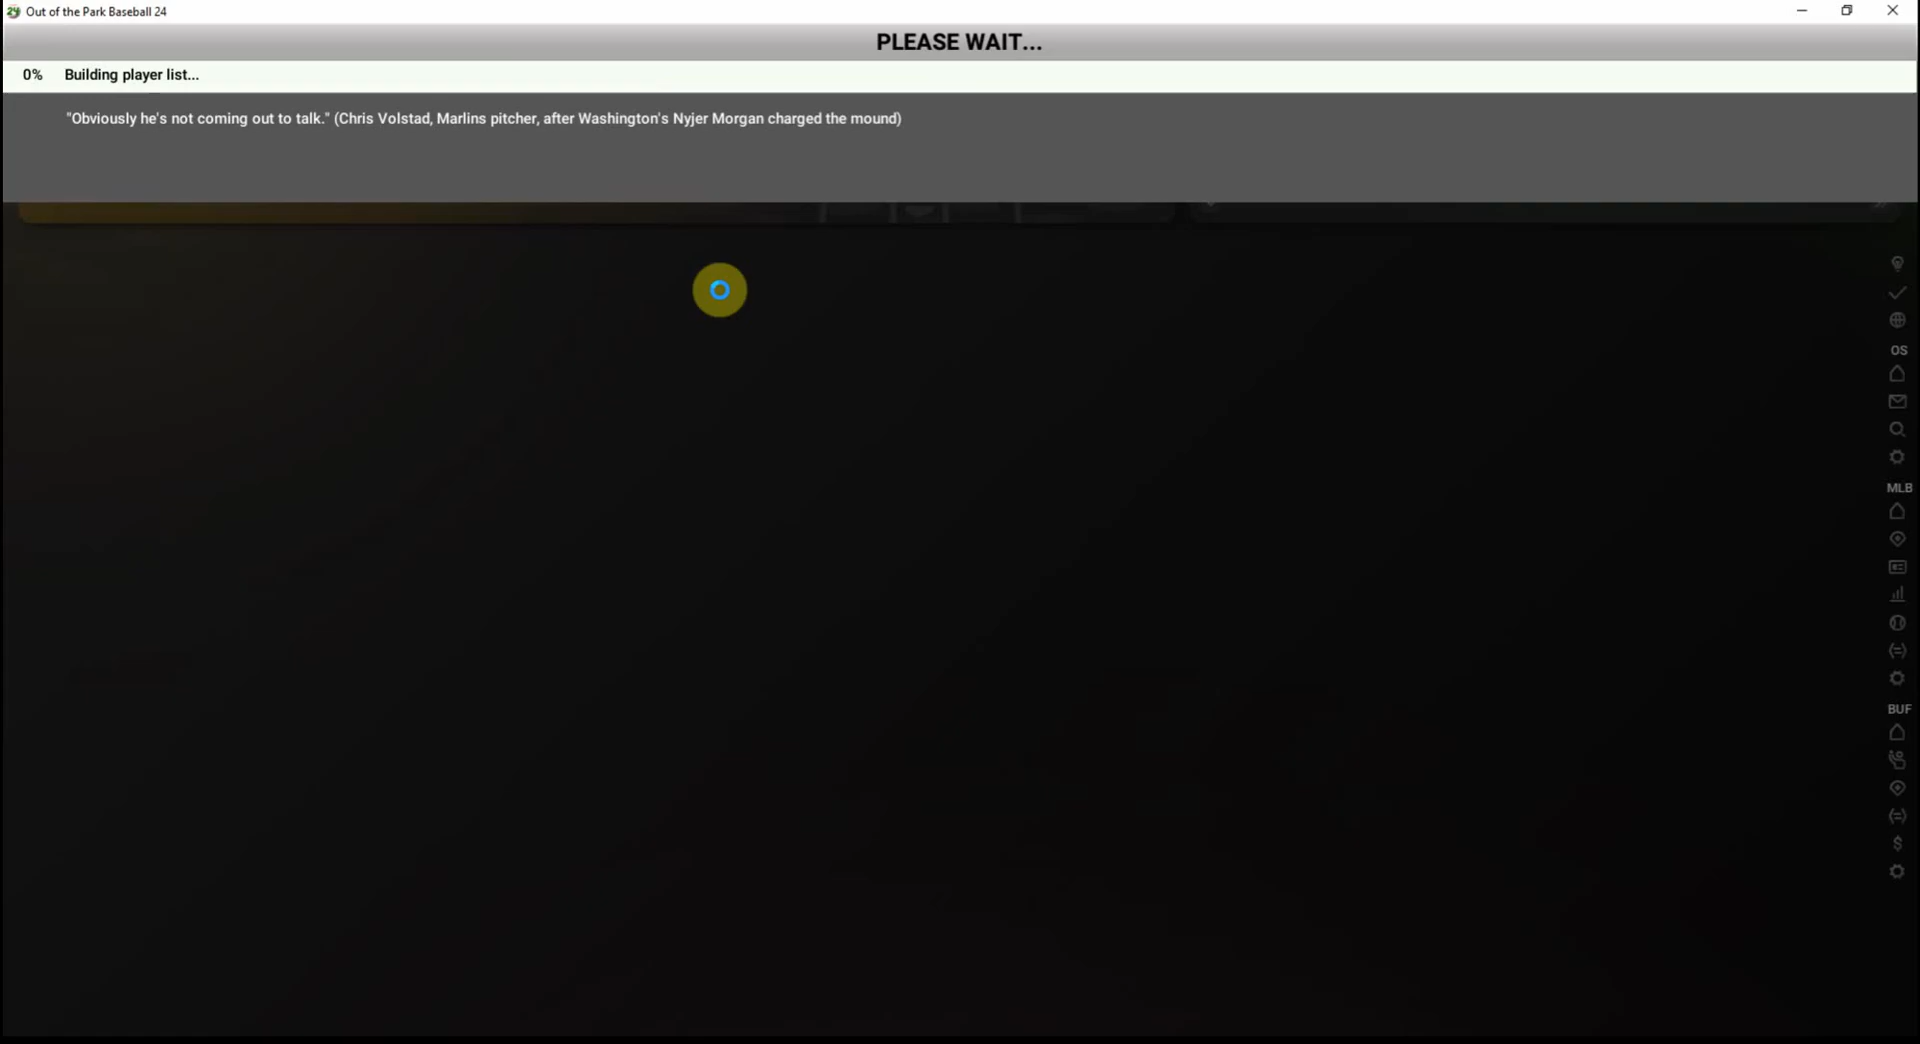 Out of the Park Baseball 24
PLEASE WAIT...
0% Building player list...
"Obviously he's not coming out to talk." (Chris Volstad, Marlins pitcher, after Washington's Nyjer Morgan charged the mound)
OS
MLB
BUF